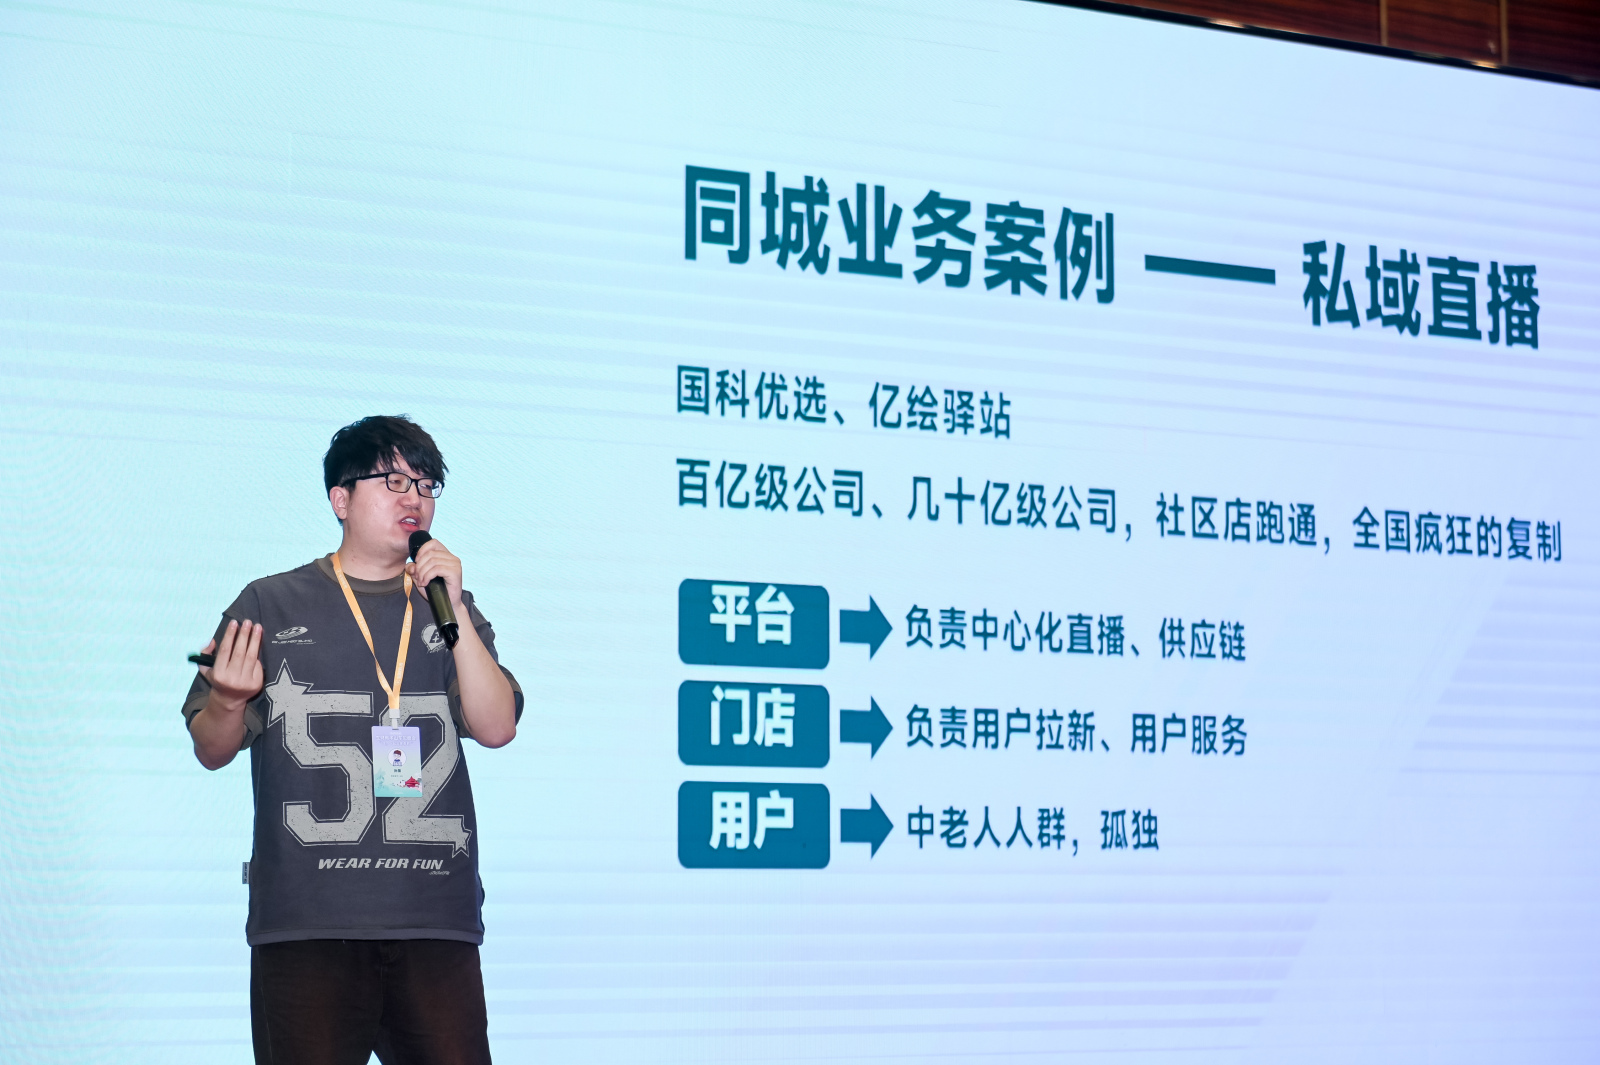 同城业务案例 —— 私域直播
国科优选、亿绘驿站
百亿级公司、几十亿级公司，社区店跑通，全国疯狂的复制
平台
负责中心化直播、供应链
门店
负责用户拉新、用户服务
用户
中老人人群，孤独
52
WEAR FOR FUN